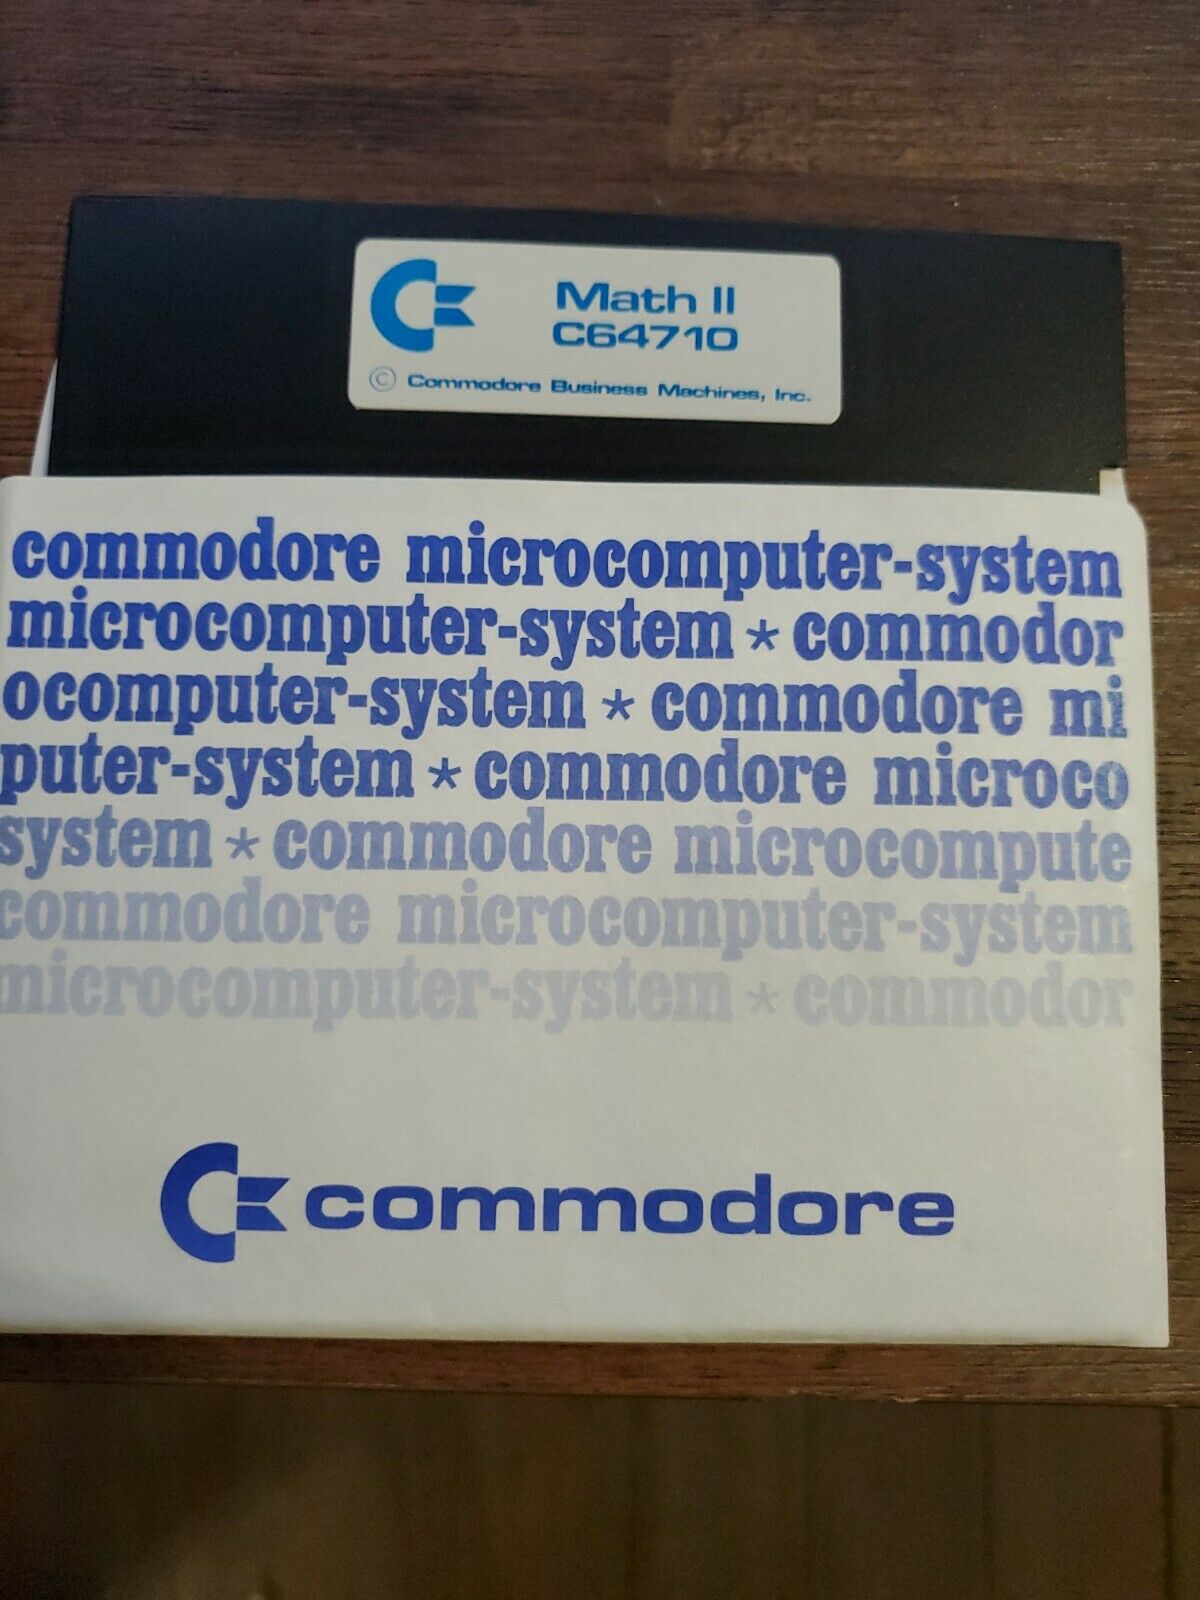 Math II
C64710
© Commodore Business Machines, Inc.
commodore microcomputer-system
microcomputer-system * commodor
ocomputer-system * commodore mi
puter-system * commodore microco
system * commodore microcompute
commodore microcomputer-system
microcomputer-system * commodor
commodore